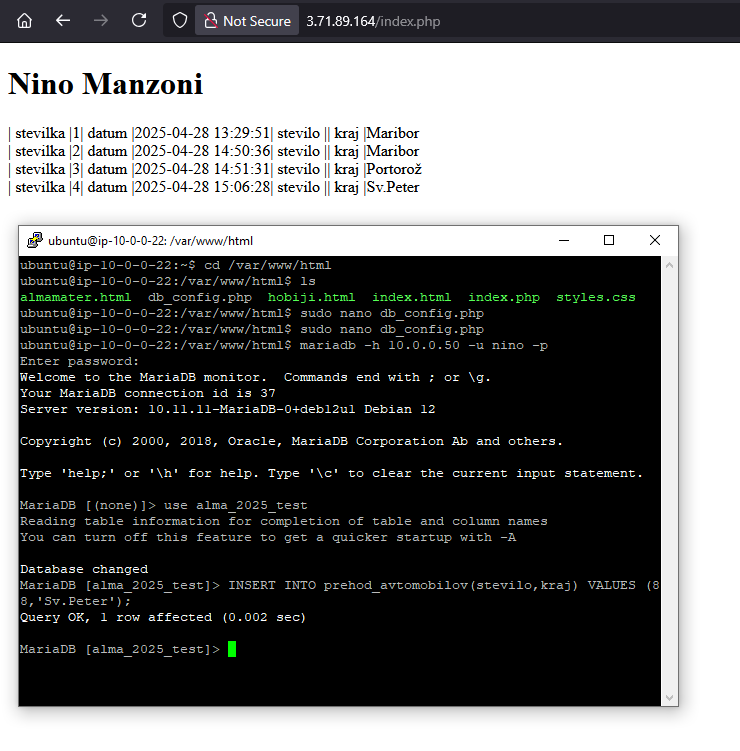 Not Secure 3.71.89.164/index.php
Nino Manzoni
| stevilka |1| datum |2025-04-28 13:29:51| stevilo || kraj |Maribor
| stevilka |2| datum |2025-04-28 14:50:36| stevilo || kraj |Maribor
| stevilka |3| datum |2025-04-28 14:51:31| stevilo || kraj |Portorož
| stevilka |4| datum |2025-04-28 15:06:28| stevilo || kraj |Sv.Peter
ubuntu@ip-10-0-0-22: /var/www/html
ubuntu@ip-10-0-0-22:~$ cd /var/www/html
ubuntu@ip-10-0-0-22:/var/www/html$ ls
almamater.html db_config.php hobiji.html index.html index.php styles.css
ubuntu@ip-10-0-0-22:/var/www/html$ sudo nano db_config.php
ubuntu@ip-10-0-0-22:/var/www/html$ sudo nano db_config.php
ubuntu@ip-10-0-0-22:/var/www/html$ mariadb -h 10.0.0.50 -u nino -p
Enter password:
Welcome to the MariaDB monitor.  Commands end with ; or \g.
Your MariaDB connection id is 37
Server version: 10.11.11-MariaDB-0+deb12u1 Debian 12
Copyright (c) 2000, 2018, Oracle, MariaDB Corporation Ab and others.
Type 'help;' or '\h' for help. Type '\c' to clear the current input statement.
MariaDB [(none)]> use alma_2025_test
Reading table information for completion of table and column names
You can turn off this feature to get a quicker startup with -A
Database changed
MariaDB [alma_2025_test]> INSERT INTO prehod_avtomobilov(stevilo,kraj) VALUES (8
8,'Sv.Peter');
Query OK, 1 row affected (0.002 sec)
MariaDB [alma_2025_test]>